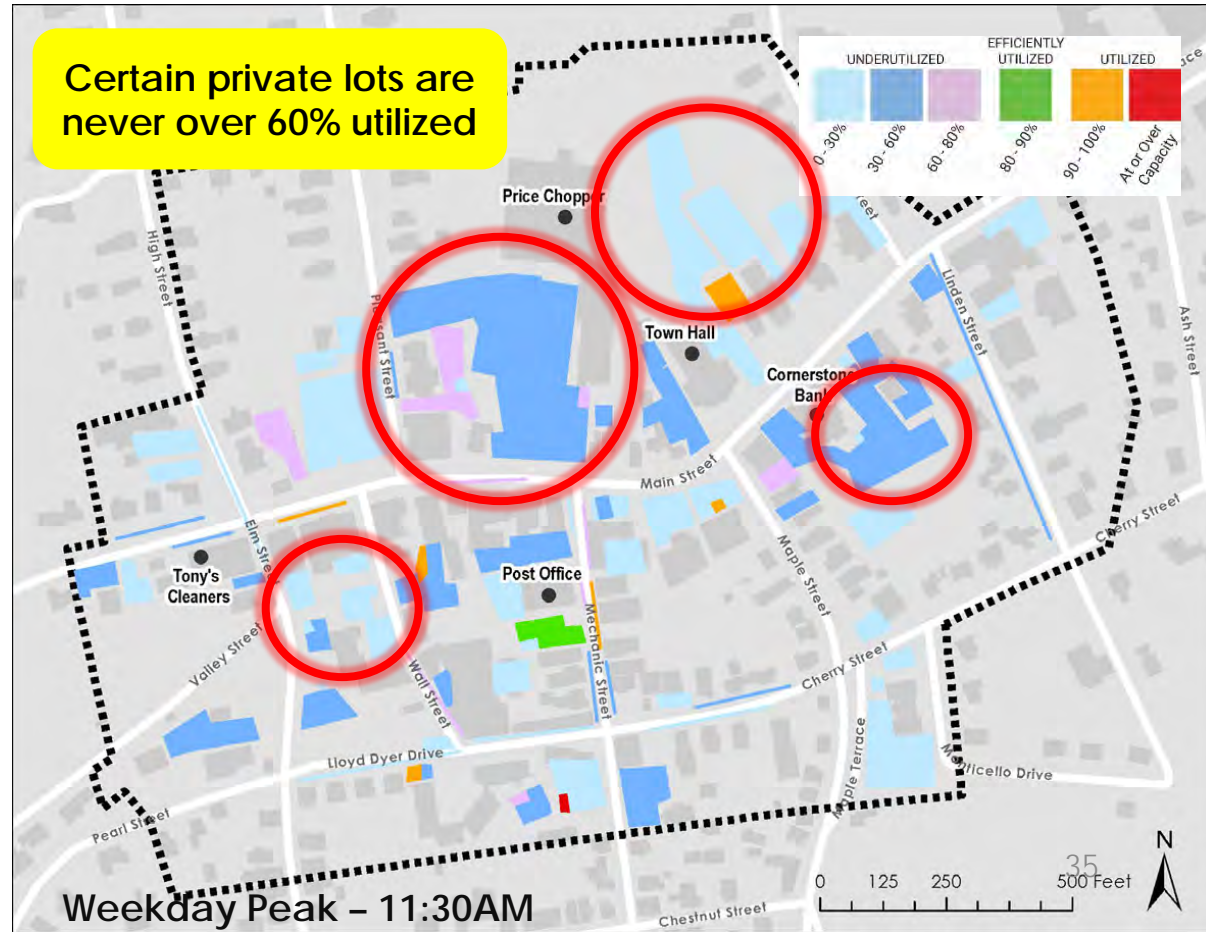 Certain private lots are
never over 60% utilized
UNDERUTILIZED
EFFICIENTLY
UTILIZED
UTILIZED
0 - 30%
30 - 60%
60 - 80%
80 - 90%
90 - 100%
At or Over
Capacity
Price Chopper
High Street
Pleasant Street
Town Hall
Linden Street
Ash Street
Cornerstone
Bank
Main Street
Elm Street
Tony's
Cleaners
Post Office
Mechanic Street
Maple Street
Cherry Street
Valley Street
Wall Street
Cherry Street
Lloyd Dyer Drive
Maple Terrace
Monticello Drive
Pearl Street
N
35
0 125 250 500 Feet
Weekday Peak – 11:30AM
Chestnut Street